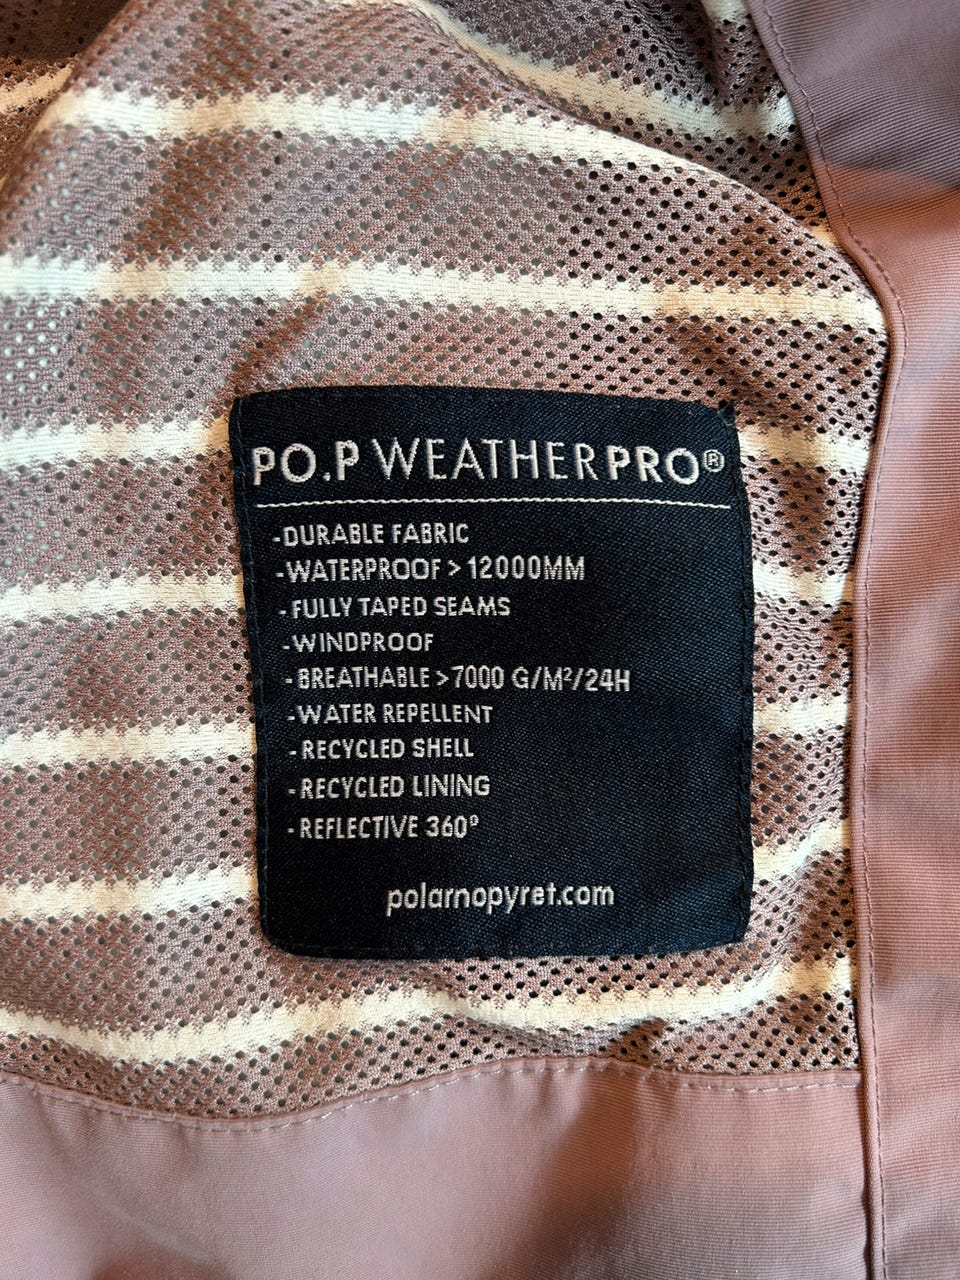 PO.P WEATHERPRO®
-DURABLE FABRIC
-WATERPROOF > 12000MM
- FULLY TAPED SEAMS
-WINDPROOF
- BREATHABLE >7000 G/M²/24H
-WATER REPELLENT
- RECYCLED SHELL
- RECYCLED LINING
- REFLECTIVE 360º
polarnopyret.com